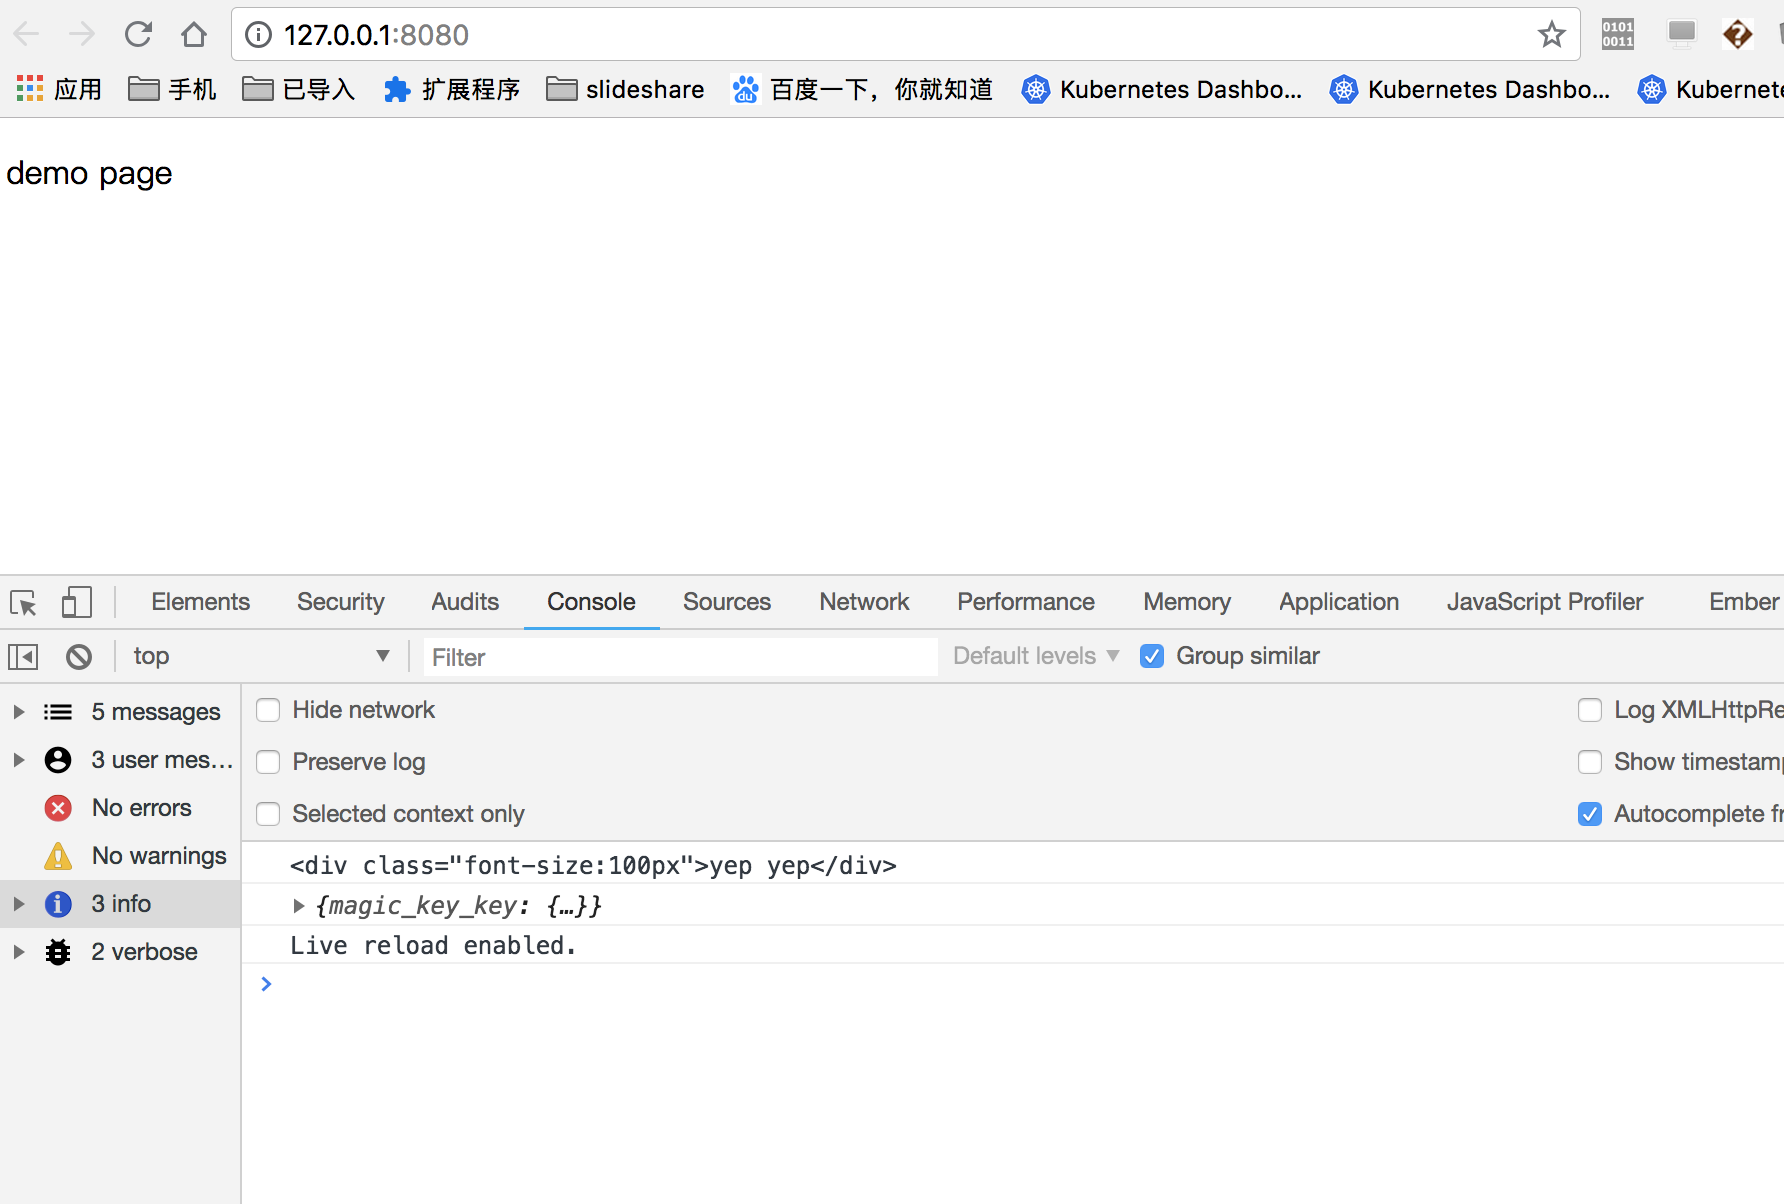 127.0.0.1:8080
0101
0011
应用 手机 已导入 扩展程序 slideshare du 百度一下，你就知道 Kubernetes Dashbo... Kubernetes Dashbo... Kubernete
demo page
Elements Security Audits Console Sources Network Performance Memory Application JavaScript Profiler Ember
top Filter Default levels Group similar
5 messages Hide network Log XMLHttpRe
3 user mes... Preserve log Show timestamp
No errors Selected context only Autocomplete fr
No warnings
3 info
2 verbose
<div class="font-size:100px">yep yep</div>
{magic_key_key: {…}}
Live reload enabled.